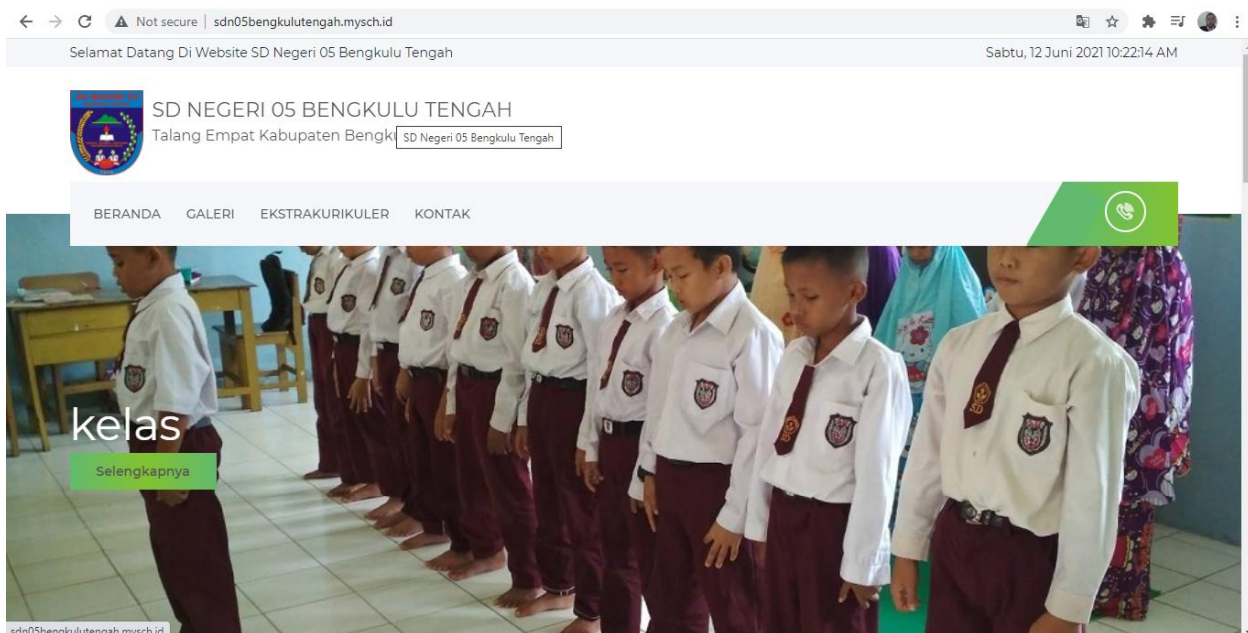 Not secure | sdn05bengkulutengah.mysch.id
Selamat Datang Di Website SD Negeri 05 Bengkulu Tengah
Sabtu, 12 Juni 2021 10:22:14 AM
SD NEGERI 05 BENGKULU TENGAH
Talang Empat Kabupaten
SD Negeri 05 Bengkulu Tengah
BERANDA GALERI EKSTRAKURIKULER KONTAK
SD
kelas
Selengkapnya
sdn05bengkulutengah.mysch.id